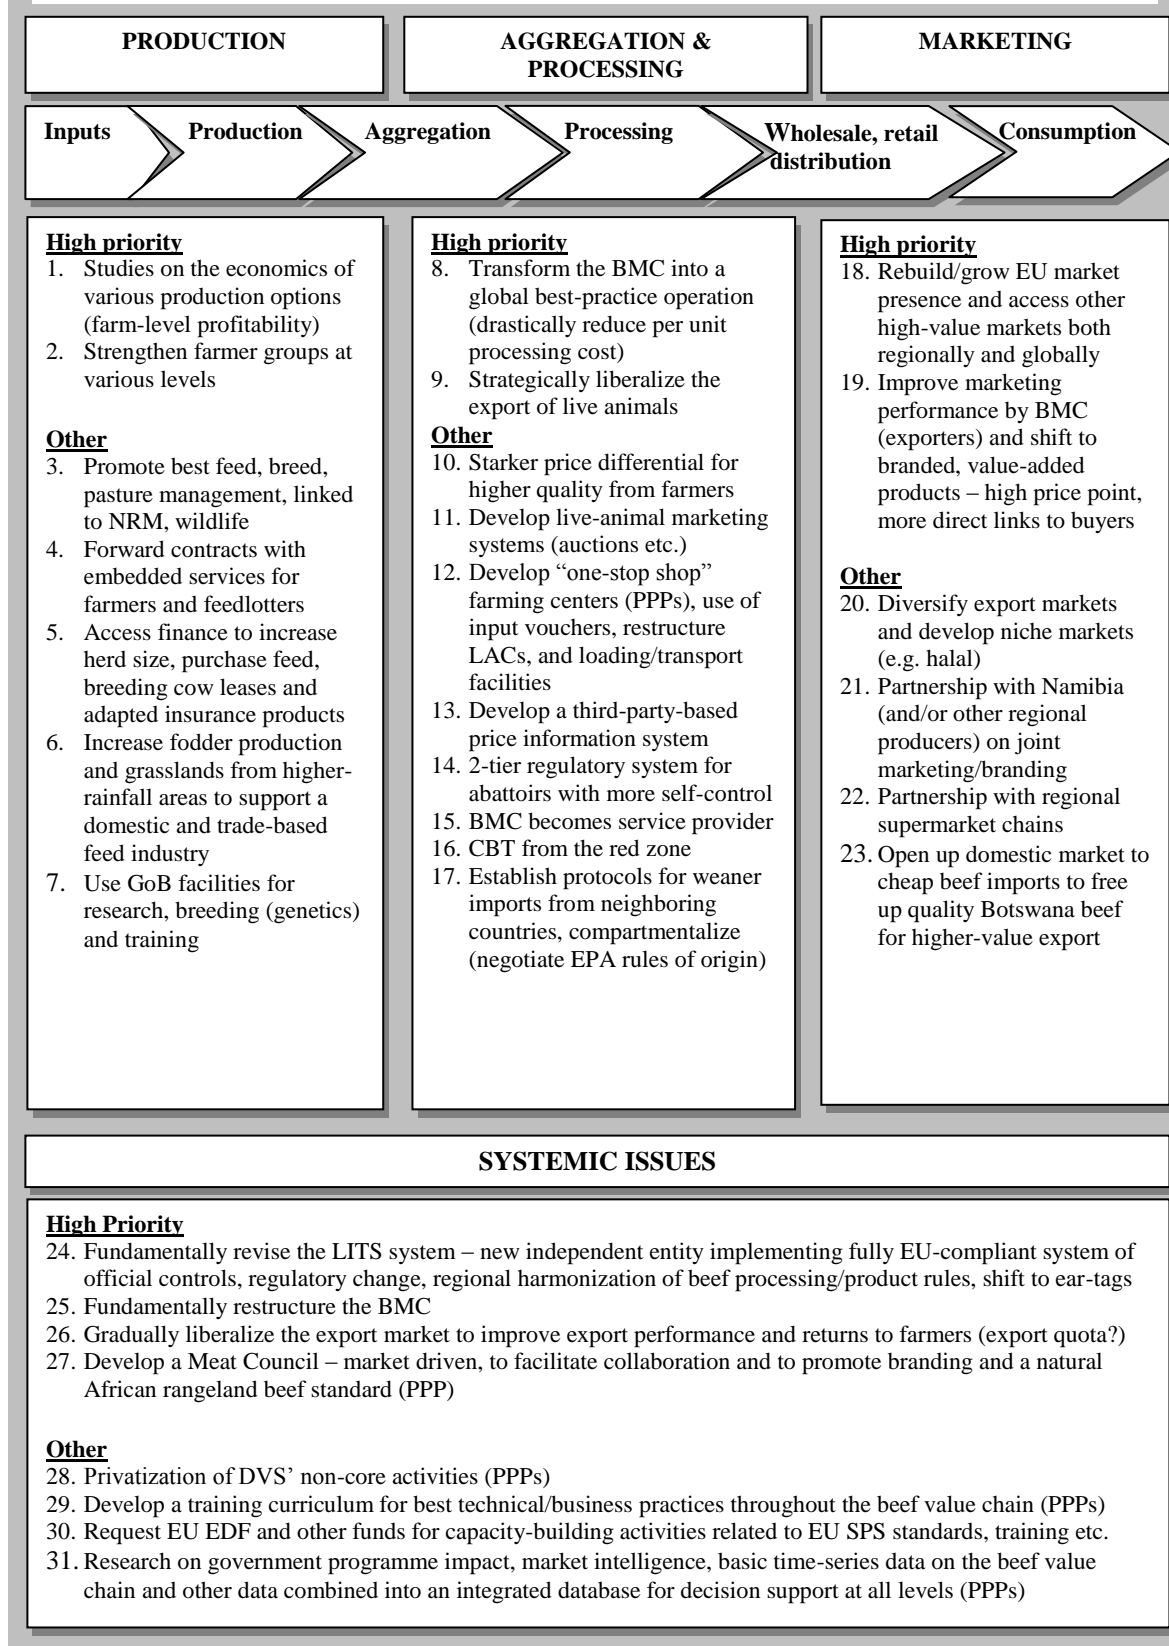 PRODUCTION
AGGREGATION &
PROCESSING
MARKETING
Inputs
Production
Aggregation
Processing
Wholesale, retail
distribution
Consumption
High priority
1. Studies on the economics of
various production options
(farm-level profitability)
2. Strengthen farmer groups at
various levels
Other
3. Promote best feed, breed,
pasture management, linked
to NRM, wildlife
4. Forward contracts with
embedded services for
farmers and feedlotters
5. Access finance to increase
herd size, purchase feed,
breeding cow leases and
adapted insurance products
6. Increase fodder production
and grasslands from higher-
rainfall areas to support a
domestic and trade-based
feed industry
7. Use GoB facilities for
research, breeding (genetics)
and training
High priority
8. Transform the BMC into a
global best-practice operation
(drastically reduce per unit
processing cost)
9. Strategically liberalize the
export of live animals
Other
10. Starker price differential for
higher quality from farmers
11. Develop live-animal marketing
systems (auctions etc.)
12. Develop “one-stop shop”
farming centers (PPPs), use of
input vouchers, restructure
LACs, and loading/transport
facilities
13. Develop a third-party-based
price information system
14. 2-tier regulatory system for
abattoirs with more self-control
15. BMC becomes service provider
16. CBT from the red zone
17. Establish protocols for weaner
imports from neighboring
countries, compartmentalize
(negotiate EPA rules of origin)
High priority
18. Rebuild/grow EU market
presence and access other
high-value markets both
regionally and globally
19. Improve marketing
performance by BMC
(exporters) and shift to
branded, value-added
products – high price point,
more direct links to buyers
Other
20. Diversify export markets
and develop niche markets
(e.g. halal)
21. Partnership with Namibia
(and/or other regional
producers) on joint
marketing/branding
22. Partnership with regional
supermarket chains
23. Open up domestic market to
cheap beef imports to free
up quality Botswana beef
for higher-value export
SYSTEMIC ISSUES
High Priority
24. Fundamentally revise the LITS system – new independent entity implementing fully EU-compliant system of
official controls, regulatory change, regional harmonization of beef processing/product rules, shift to ear-tags
25. Fundamentally restructure the BMC
26. Gradually liberalize the export market to improve export performance and returns to farmers (export quota?)
27. Develop a Meat Council – market driven, to facilitate collaboration and to promote branding and a natural
African rangeland beef standard (PPP)
Other
28. Privatization of DVS’ non-core activities (PPPs)
29. Develop a training curriculum for best technical/business practices throughout the beef value chain (PPPs)
30. Request EU EDF and other funds for capacity-building activities related to EU SPS standards, training etc.
31. Research on government programme impact, market intelligence, basic time-series data on the beef value
chain and other data combined into an integrated database for decision support at all levels (PPPs)